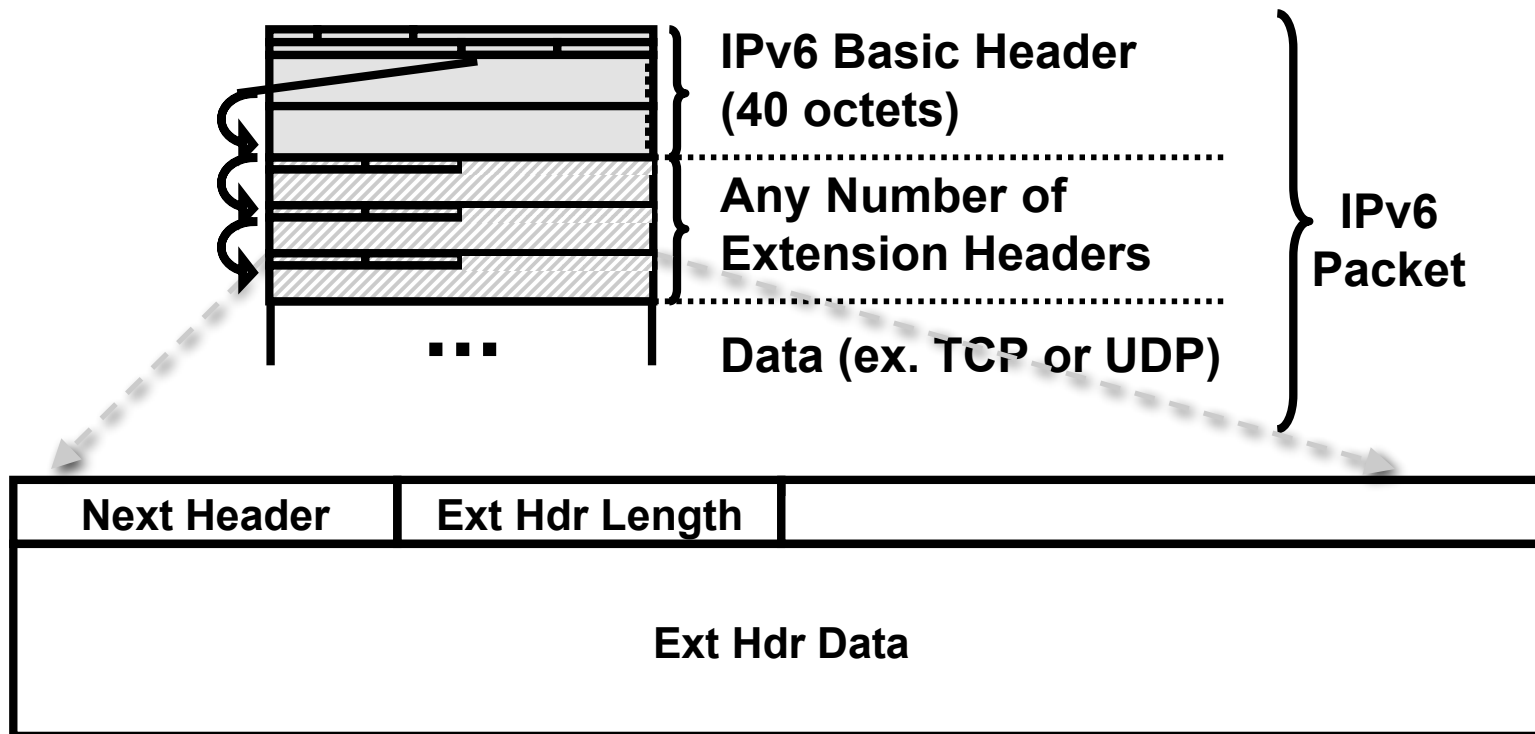 IPv6 Basic Header
(40 octets)
Any Number of
Extension Headers
IPv6
Packet
...
Data (ex. TCP or UDP)
Next Header
Ext Hdr Length
Ext Hdr Data